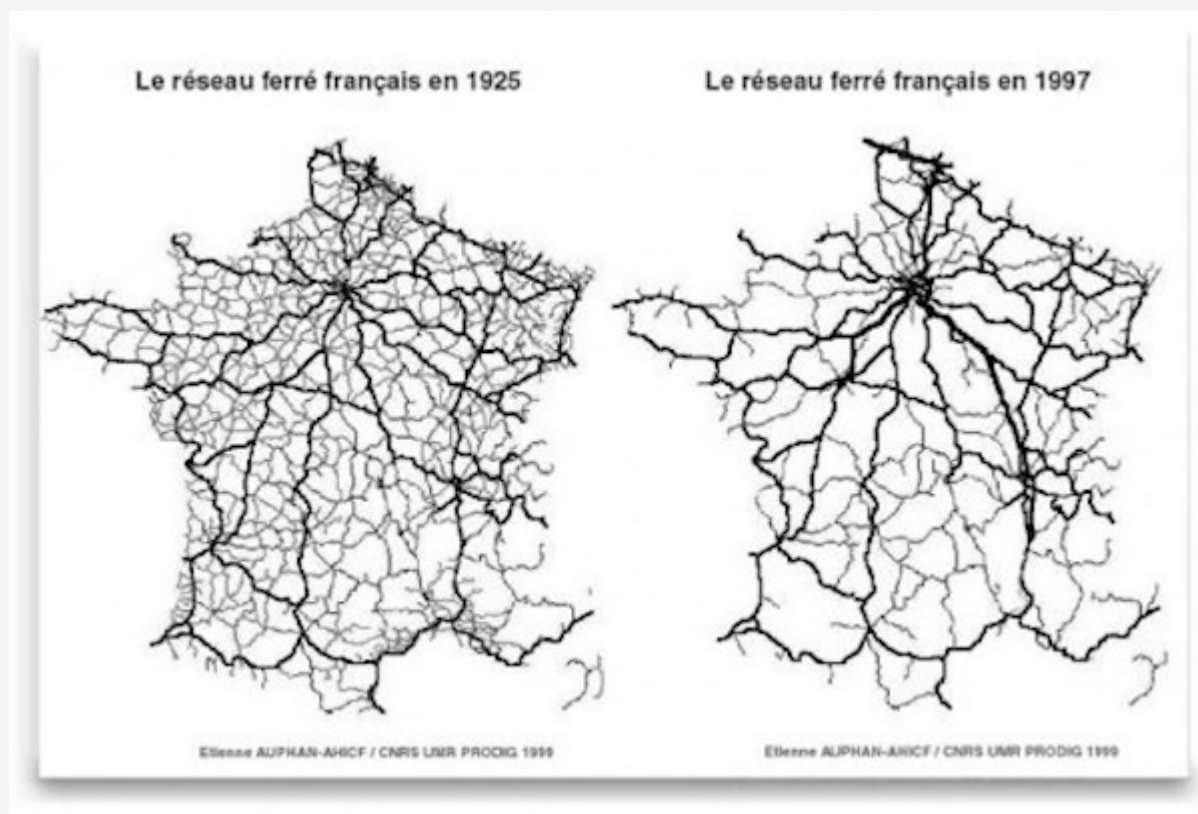 Le réseau ferré français en 1925
Le réseau ferré français en 1997
Etienne AUPHAN-AHICF / CNRS UMR PRODIG 1999
Etienne AUPHAN-AHICF / CNRS UMR PRODIG 1999